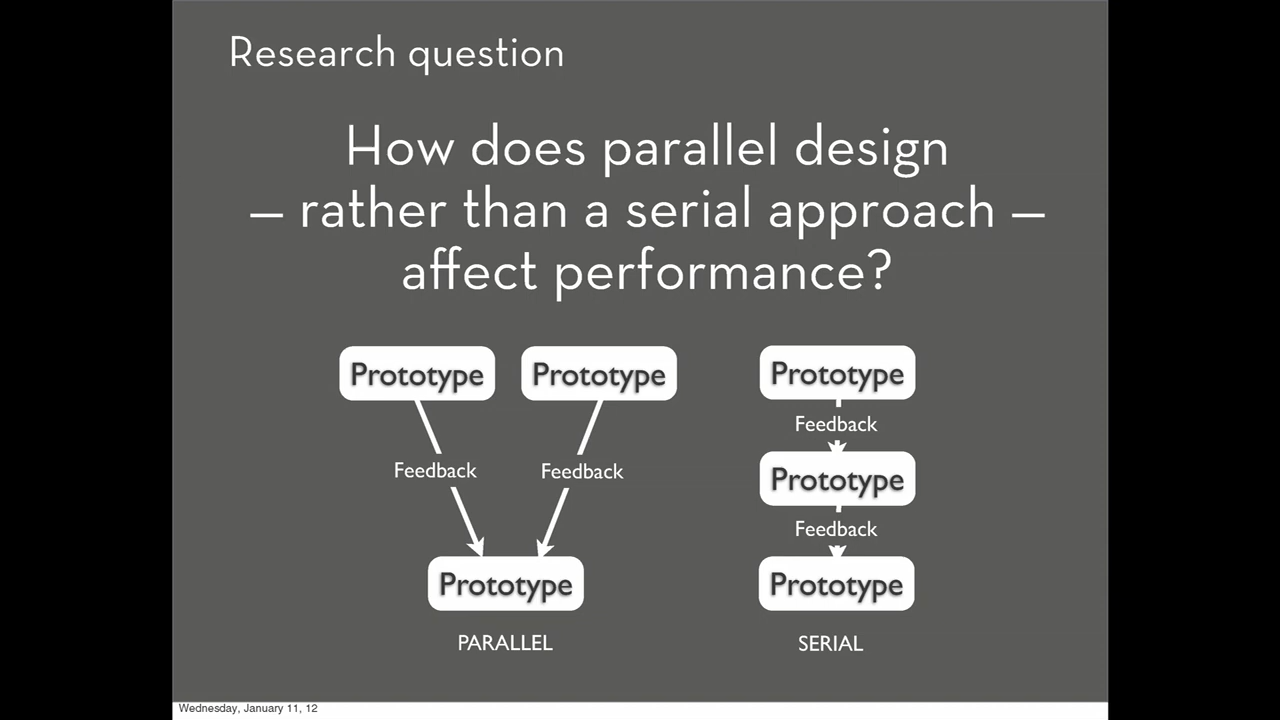 Research question
How does parallel design
— rather than a serial approach —
affect performance?
Prototype
Prototype
Feedback
Feedback
Prototype
PARALLEL
Prototype
Feedback
Prototype
Feedback
Prototype
SERIAL
Wednesday, January 11, 12